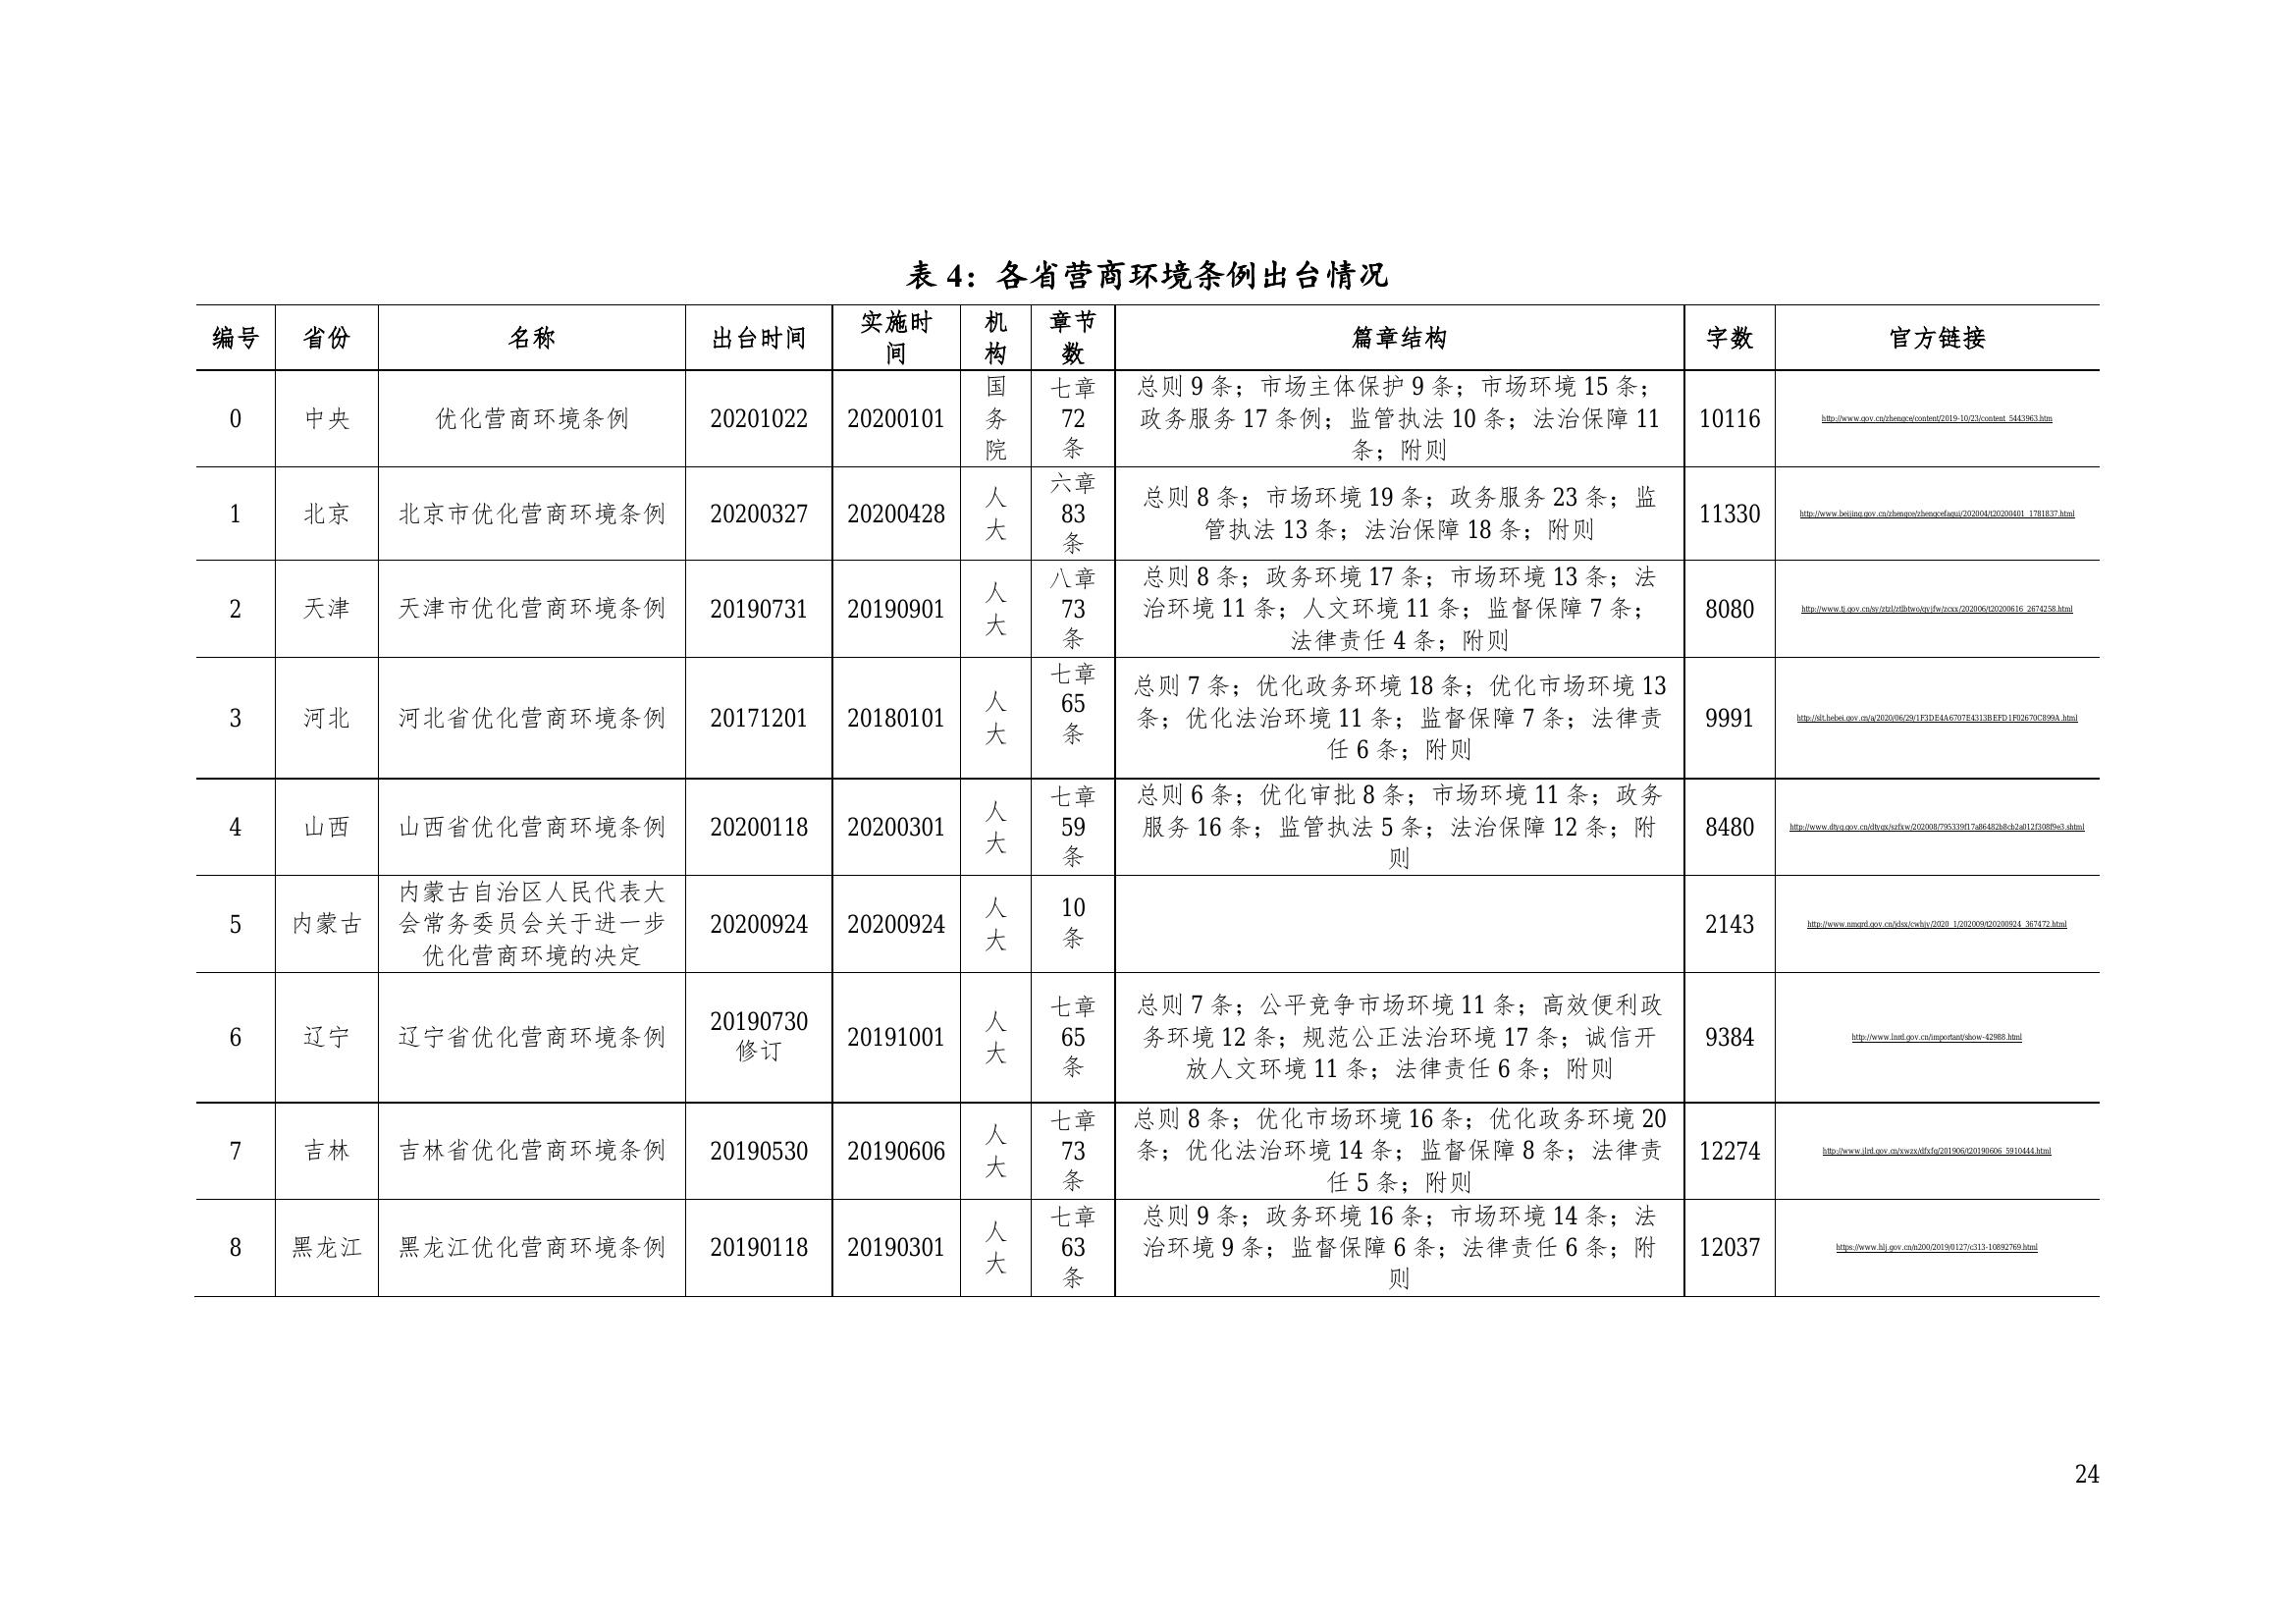 表 4：各省营商环境条例出台情况
编号 省份 名称 出台时间 实施时间 机构 章节数 篇章结构 字数 官方链接
0 中央 优化营商环境条例 20201022 20200101 国务院 七章72条 总则 9 条；市场主体保护 9 条；市场环境 15 条；
政务服务 17 条例；监管执法 10 条；法治保障 11
条；附则 10116 http://www.gov.cn/zhengce/content/2019-10/23/content_5443963.htm
1 北京 北京市优化营商环境条例 20200327 20200428 人大 六章83条 总则 8 条；市场环境 19 条；政务服务 23 条；监
管执法 13 条；法治保障 18 条；附则 11330 http://www.beijing.gov.cn/zhengce/zhengcefagui/202004/t20200401_1781837.html
2 天津 天津市优化营商环境条例 20190731 20190901 人大 八章73条 总则 8 条；政务环境 17 条；市场环境 13 条；法
治环境 11 条；人文环境 11 条；监督保障 7 条；
法律责任 4 条；附则 8080 http://www.tj.gov.cn/sy/ztzl/ztlbtwo/qyjfw/zcxx/202006/t20200616_2674258.html
3 河北 河北省优化营商环境条例 20171201 20180101 人大 七章65条 总则 7 条；优化政务环境 18 条；优化市场环境 13
条；优化法治环境 11 条；监督保障 7 条；法律责
任 6 条；附则 9991 http://slt.hebei.gov.cn/a/2020/06/29/1F3DE4A6707E4313BEFD1F02670C899A.html
4 山西 山西省优化营商环境条例 20200118 20200301 人大 七章59条 总则 6 条；优化审批 8 条；市场环境 11 条；政务
服务 16 条；监管执法 5 条；法治保障 12 条；附
则 8480 http://www.dtyq.gov.cn/dtyqx/szfxw/202008/795339f17a86482b8cb2a012f308f9e3.shtml
5 内蒙古 内蒙古自治区人民代表大
会常务委员会关于进一步
优化营商环境的决定 20200924 20200924 人大 10条 2143 http://www.nmgrd.gov.cn/jdsx/cwhjy/2020_1/202009/t20200924_367472.html
6 辽宁 辽宁省优化营商环境条例 20190730修订 20191001 人大 七章65条 总则 7 条；公平竞争市场环境 11 条；高效便利政
务环境 12 条；规范公正法治环境 17 条；诚信开
放人文环境 11 条；法律责任 6 条；附则 9384 http://www.lnrd.gov.cn/important/show-42988.html
7 吉林 吉林省优化营商环境条例 20190530 20190606 人大 七章73条 总则 8 条；优化市场环境 16 条；优化政务环境 20
条；优化法治环境 14 条；监督保障 8 条；法律责
任 5 条；附则 12274 http://www.jlrd.gov.cn/xwzx/dfxfg/201906/t20190606_5910444.html
8 黑龙江 黑龙江优化营商环境条例 20190118 20190301 人大 七章63条 总则 9 条；政务环境 16 条；市场环境 14 条；法
治环境 9 条；监督保障 6 条；法律责任 6 条；附
则 12037 https://www.hlj.gov.cn/n200/2019/0127/c313-10892769.html
24